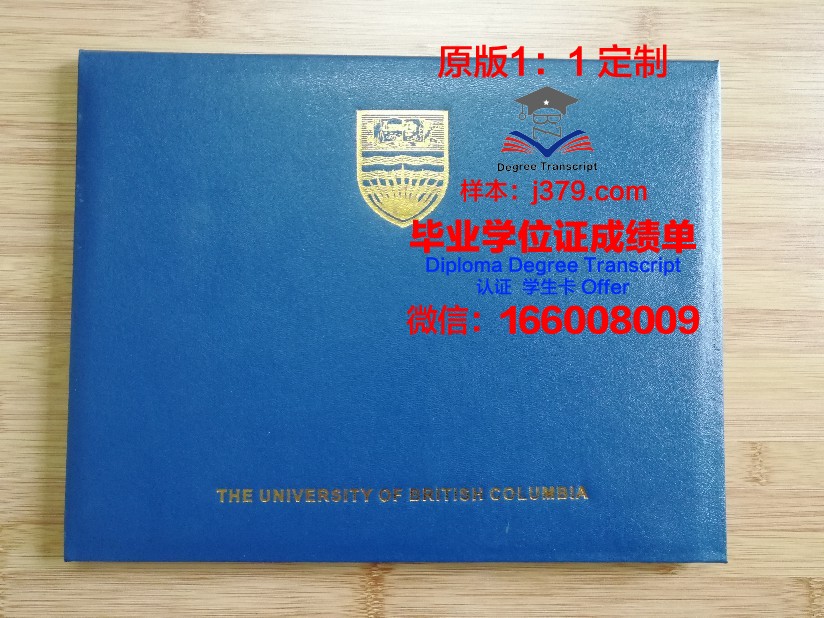 原版1：1 定制
Degree Transcript
样本：j379.com
毕业学位证成绩单
Diploma Degree Transcript
认证 学生卡 Offer
微信：166008009
THE UNIVERSITY OF BRITISH COLUMBIA